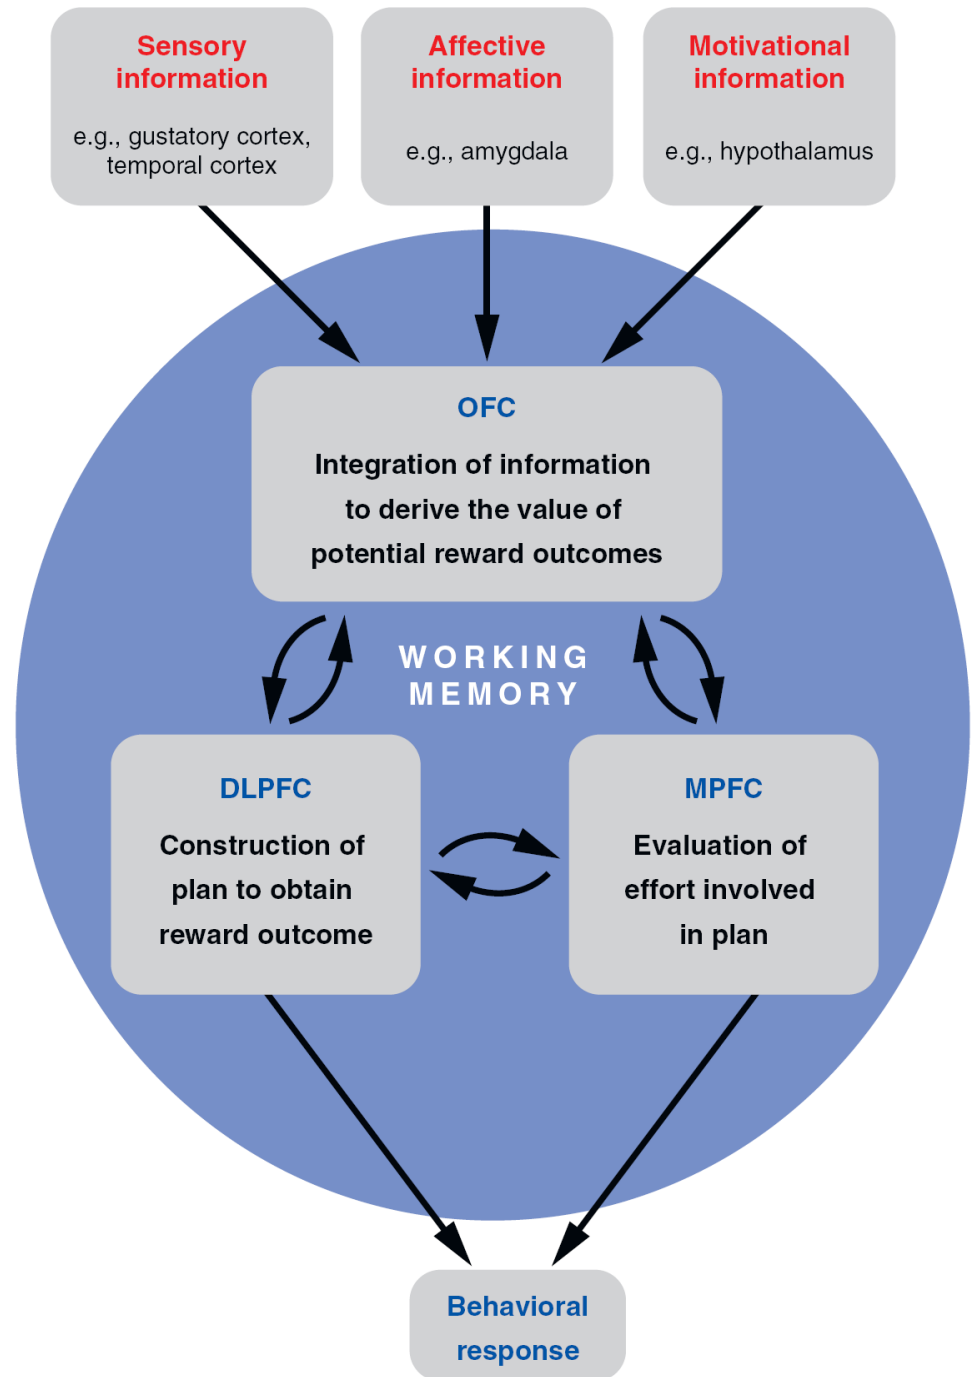 Sensory
information
e.g., gustatory cortex,
temporal cortex
Affective
information
e.g., amygdala
Motivational
information
e.g., hypothalamus
OFC
Integration of information
to derive the value of
potential reward outcomes
WORKING
MEMORY
DLPFC
Construction of
plan to obtain
reward outcome
MPFC
Evaluation of
effort involved
in plan
Behavioral
response